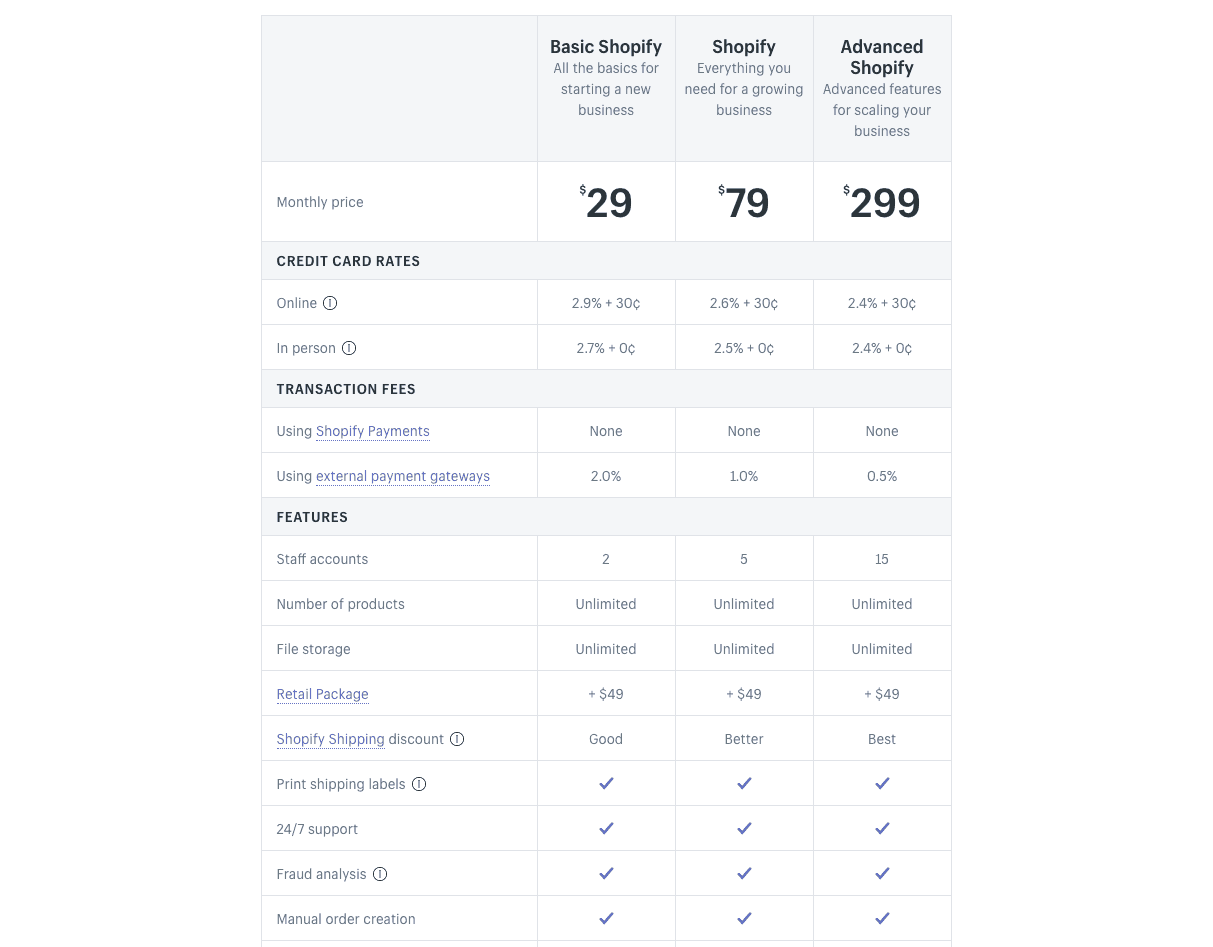 Basic Shopify
All the basics for
starting a new
business
Shopify
Everything you
need for a growing
business
Advanced
Shopify
Advanced features
for scaling your
business
Monthly price $29 $79 $299
CREDIT CARD RATES
Online 2.9% + 30¢ 2.6% + 30¢ 2.4% + 30¢
In person 2.7% + 0¢ 2.5% + 0¢ 2.4% + 0¢
TRANSACTION FEES
Using Shopify Payments None None None
Using external payment gateways 2.0% 1.0% 0.5%
FEATURES
Staff accounts 2 5 15
Number of products Unlimited Unlimited Unlimited
File storage Unlimited Unlimited Unlimited
Retail Package + $49 + $49 + $49
Shopify Shipping discount Good Better Best
Print shipping labels
24/7 support
Fraud analysis
Manual order creation